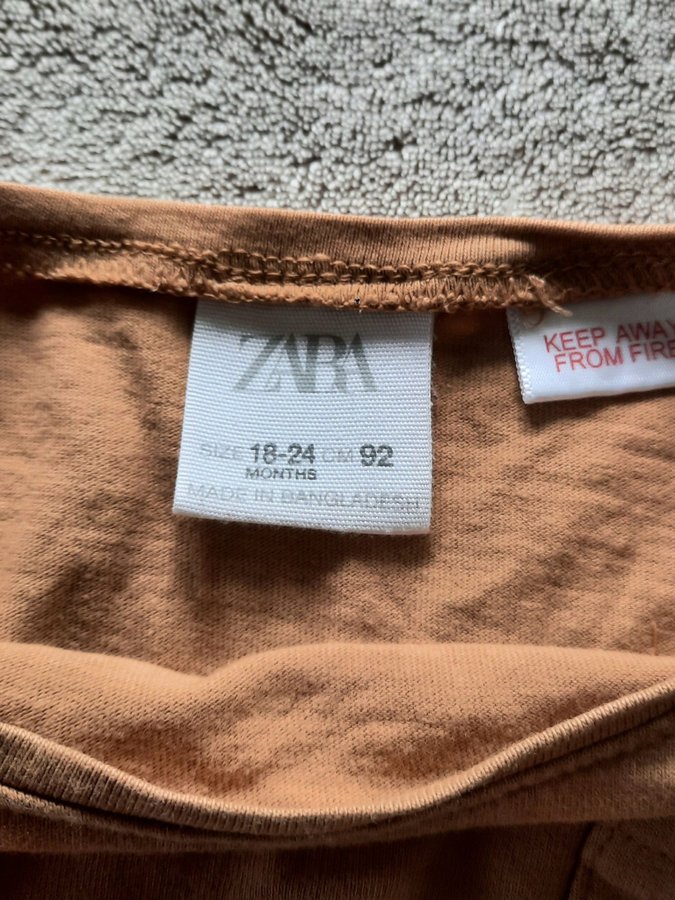 ZARA
SIZE 18-24 CM 92
MONTHS
MADE IN BANGLADESH
KEEP AWAY
FROM FIRE